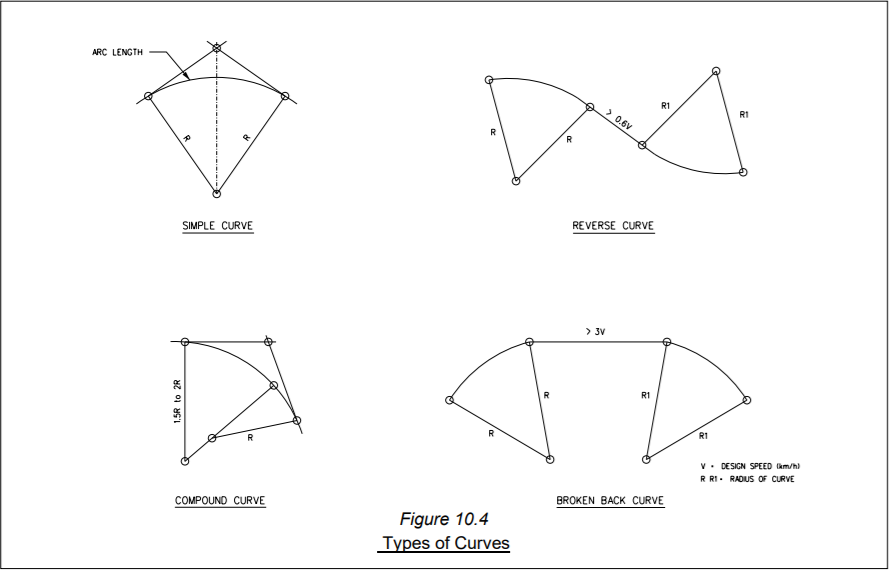 ARC LENGTH
R
R
SIMPLE CURVE
R
R
> 0.6V
R1
R1
REVERSE CURVE
1.5R to 2R
R
COMPOUND CURVE
> 3V
R
R
R1
R1
BROKEN BACK CURVE
V = DESIGN SPEED (km/h)
R R1 = RADIUS OF CURVE
Figure 10.4
Types of Curves